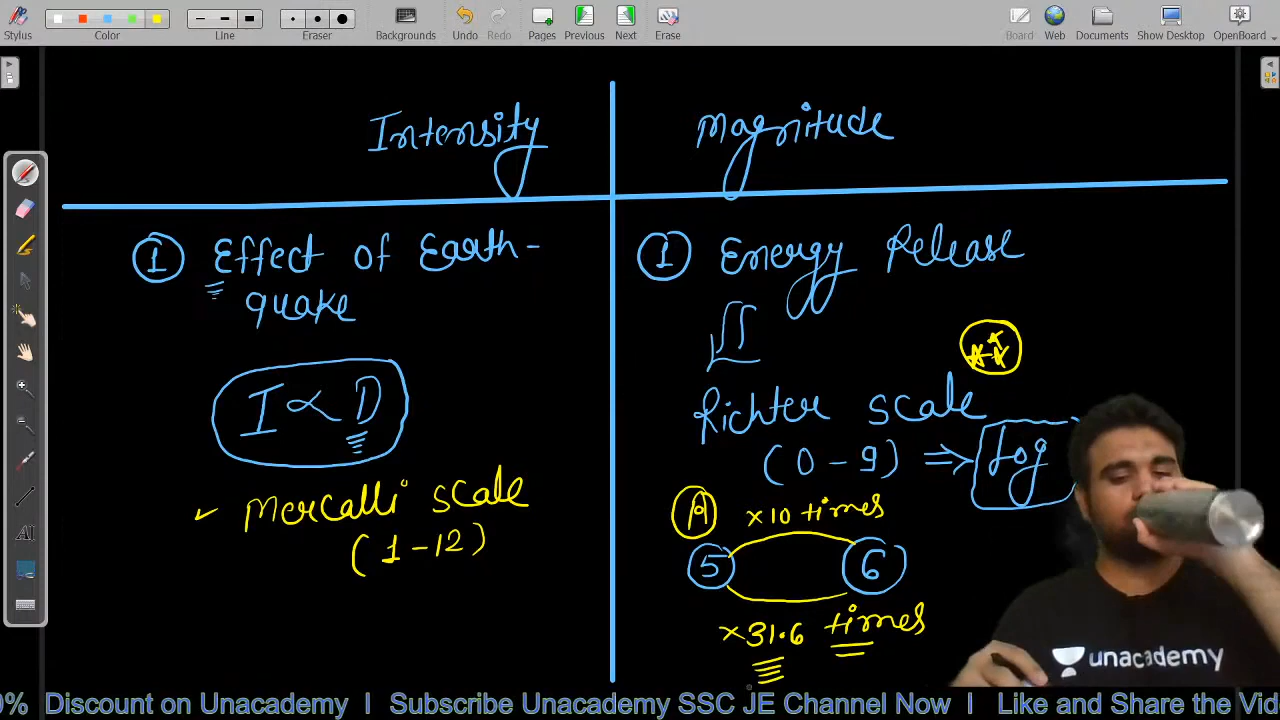 Color
Line
Eraser
Stylus
Backgrounds
Undo
Redo
Pages
Previous
Next
Erase
Board
Web
Documents
Show Desktop
OpenBoard
Intensity
Magnitude
1 Effect of Earth-
quake
I ∝ D
✓ Mercalli scale
(1-12)
1 Energy Release
Richter scale
(0-9) ⇒ Log
A ×10 times
5 6
×31.6 times
unacademy
0% Discount on Unacademy I Subscribe Unacademy SSC JE Channel Now I Like and Share the Vid